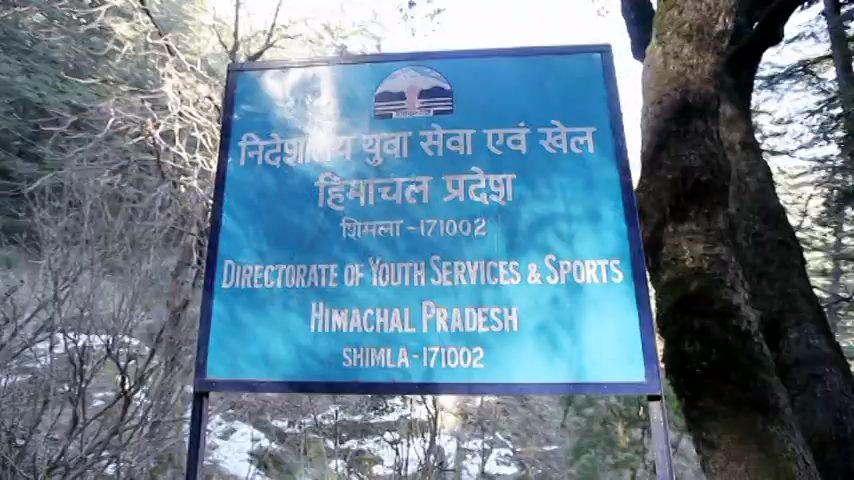 निदेशालय युवा सेवा एवं खेल
हिमाचल प्रदेश
शिमला -171002
DIRECTORATE OF YOUTH SERVICES & SPORTS
HIMACHAL PRADESH
SHIMLA-171002